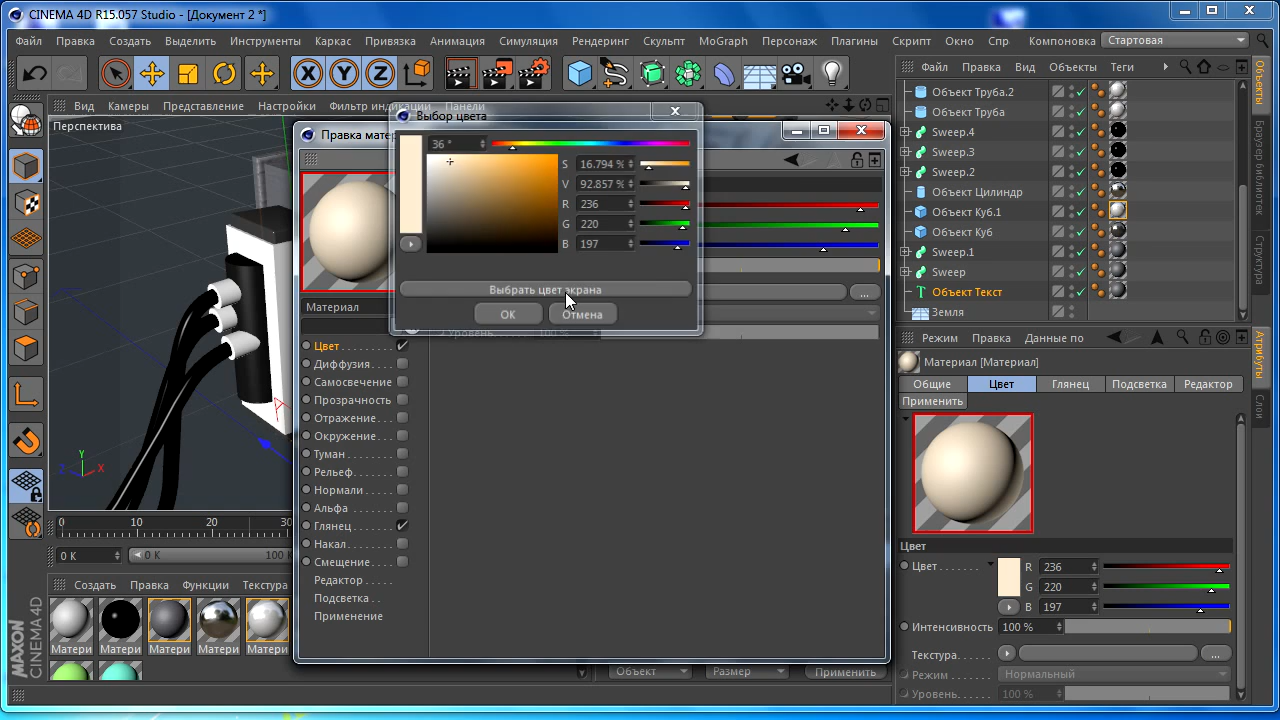 CINEMA 4D R15.057 Studio - [Документ 2 *]
Файл Правка Создать Выделить Инструменты Каркас Привязка Анимация Симуляция Рендеринг Скульпт MoGraph Персонаж Плагины Скрипт Окно Спр Компоновка Стартовая
X Y Z
Файл Правка Вид Объекты Теги
Вид Камеры Представление Настройки Фильтр индикации Панели
Перспектива
Правка мате
Выбор цвета
36 °
S 16.794 %
V 92.857 %
R 236
G 220
B 197
Выбрать цвет экрана
OK Отмена
Материал
Уровень 100 %
Цвет
Диффузия
Самосвечение
Прозрачность
Отражение
Окружение
Туман
Рельеф
Нормали
Альфа
Глянец
Накал
Смещение
Редактор
Подсветка
Применение
Объект Труба.2
Объект Труба
Sweep.4
Sweep.3
Sweep.2
Объект Цилиндр
Объект Куб.1
Объект Куб
Sweep.1
Sweep
Объект Текст
Земля
Объекты
Браузер библиотек
Структура
Режим Правка Данные по
Материал [Материал]
Общие Цвет Глянец Подсветка Редактор
Применить
Атрибуты
Слои
Цвет
Цвет R 236
G 220
B 197
Интенсивность 100 %
Текстура ...
Режим Нормальный
Уровень 100 %
Y
Z X
0 10 20 30
0 K 0 K 100 K
Создать Правка Функции Текстура
Матери Матери Матери Матери Матери
Объект Размер Применить
MAXON
CINEMA 4D